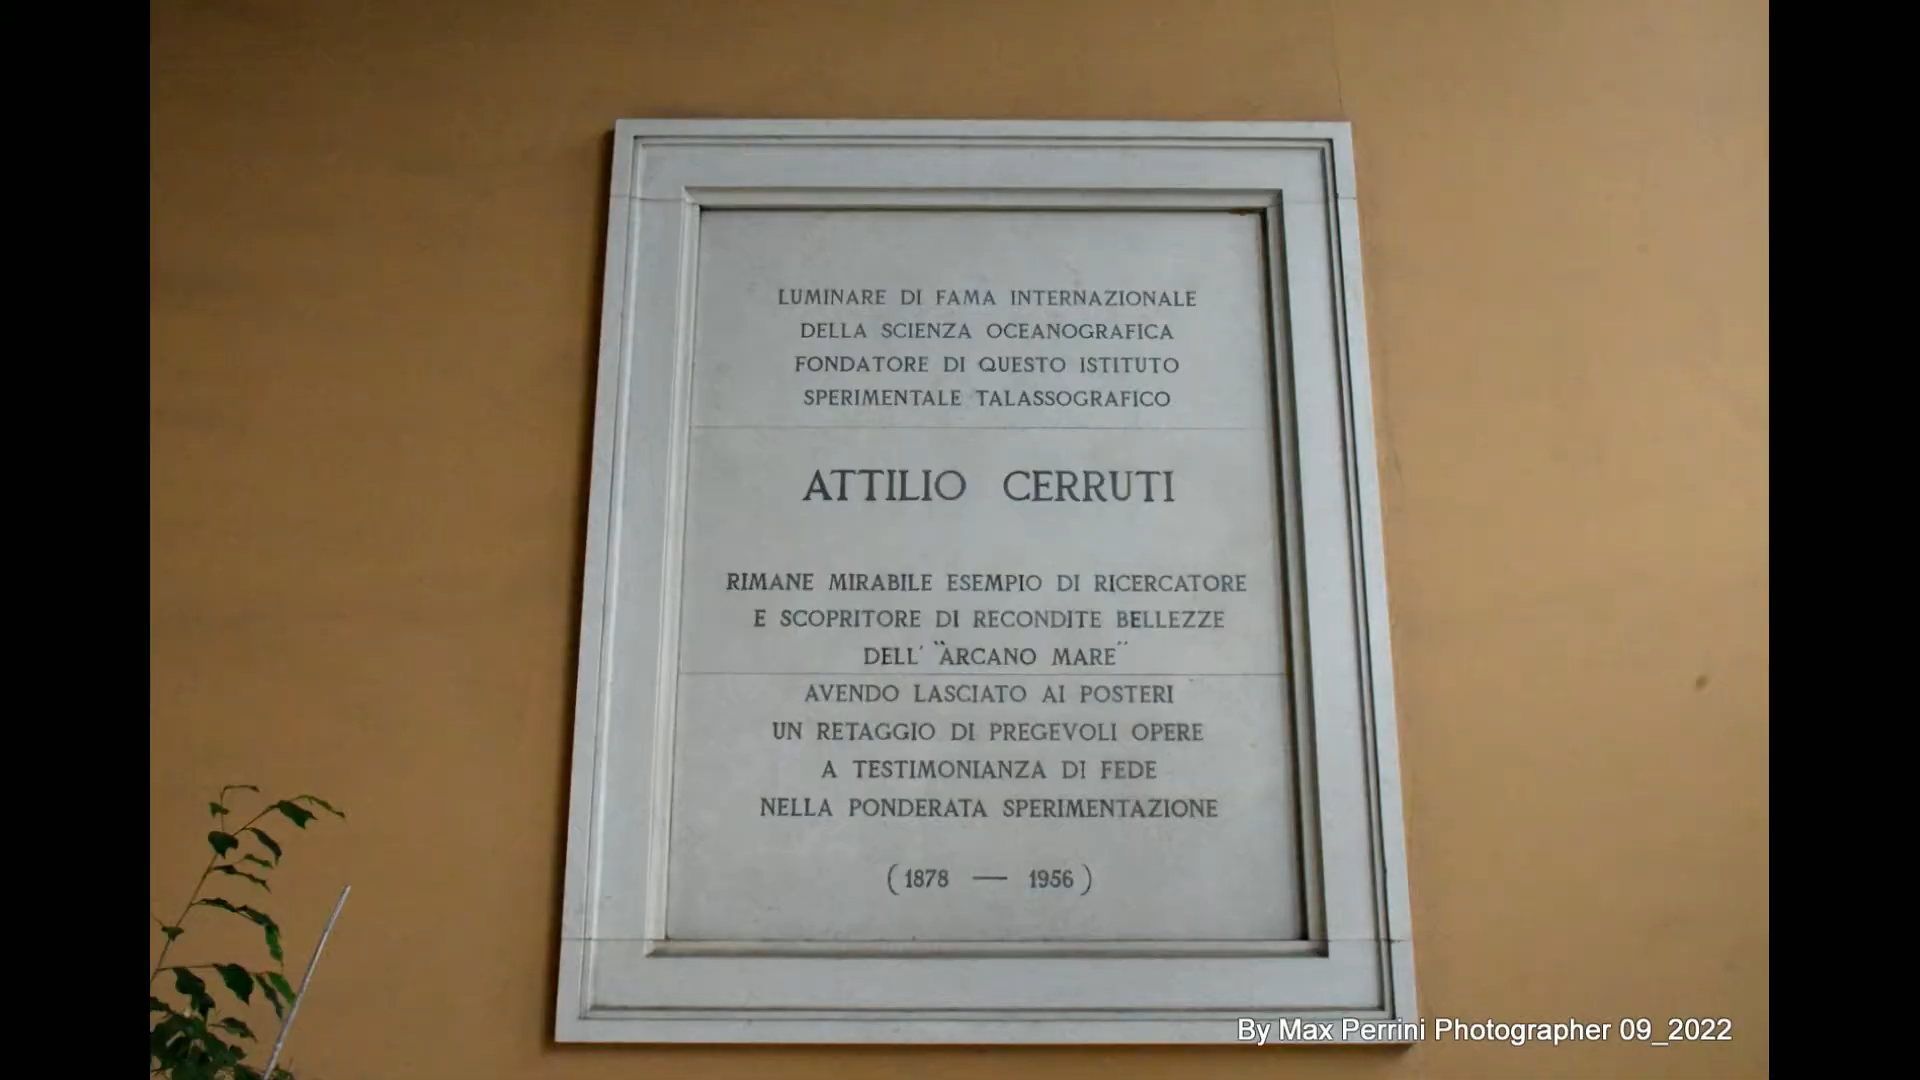 LUMINARE DI FAMA INTERNAZIONALE
DELLA SCIENZA OCEANOGRAFICA
FONDATORE DI QUESTO ISTITUTO
SPERIMENTALE TALASSOGRAFICO
ATTILIO CERRUTI
RIMANE MIRABILE ESEMPIO DI RICERCATORE
E SCOPRITORE DI RECONDITE BELLEZZE
DELL' "ARCANO MARE"
AVENDO LASCIATO AI POSTERI
UN RETAGGIO DI PREGEVOLI OPERE
A TESTIMONIANZA DI FEDE
NELLA PONDERATA SPERIMENTAZIONE
( 1878 — 1956 )
By Max Perrini Photographer 09_2022